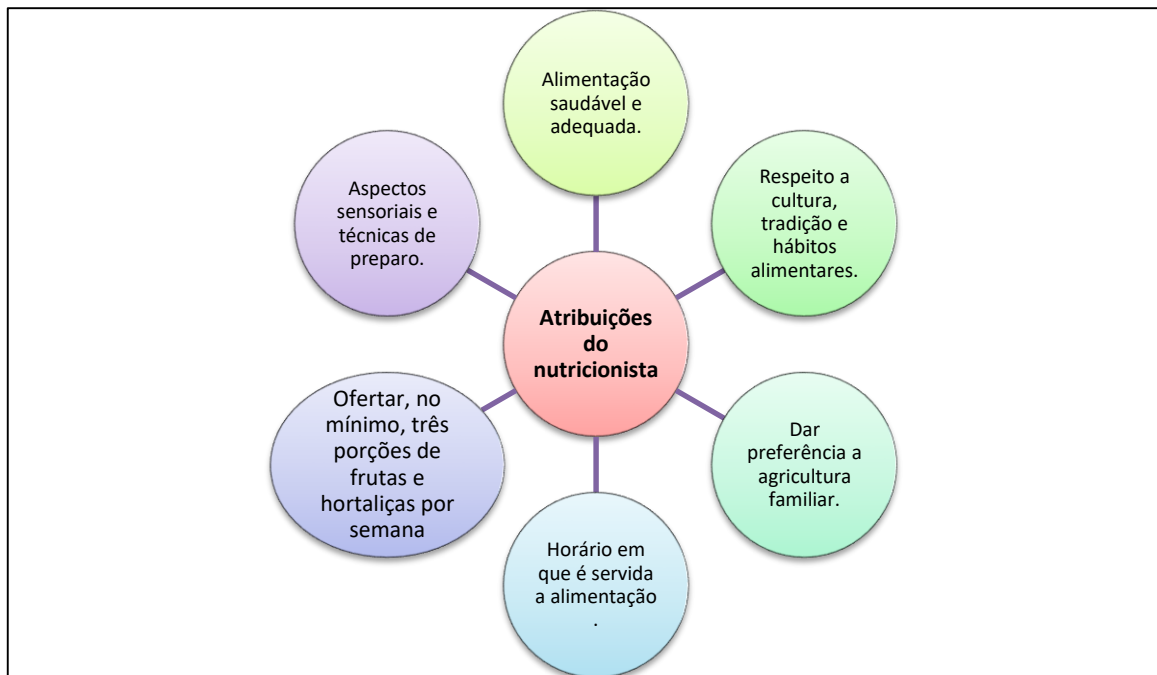 Alimentação
saudável e
adequada.
Respeito a
cultura,
tradição e
hábitos
alimentares.
Dar
preferência a
agricultura
familiar.
Horário em
que é servida
a alimentação
.
Ofertar, no
mínimo, três
porções de
frutas e
hortaliças por
semana
Aspectos
sensoriais e
técnicas de
preparo.
Atribuições
do
nutricionista